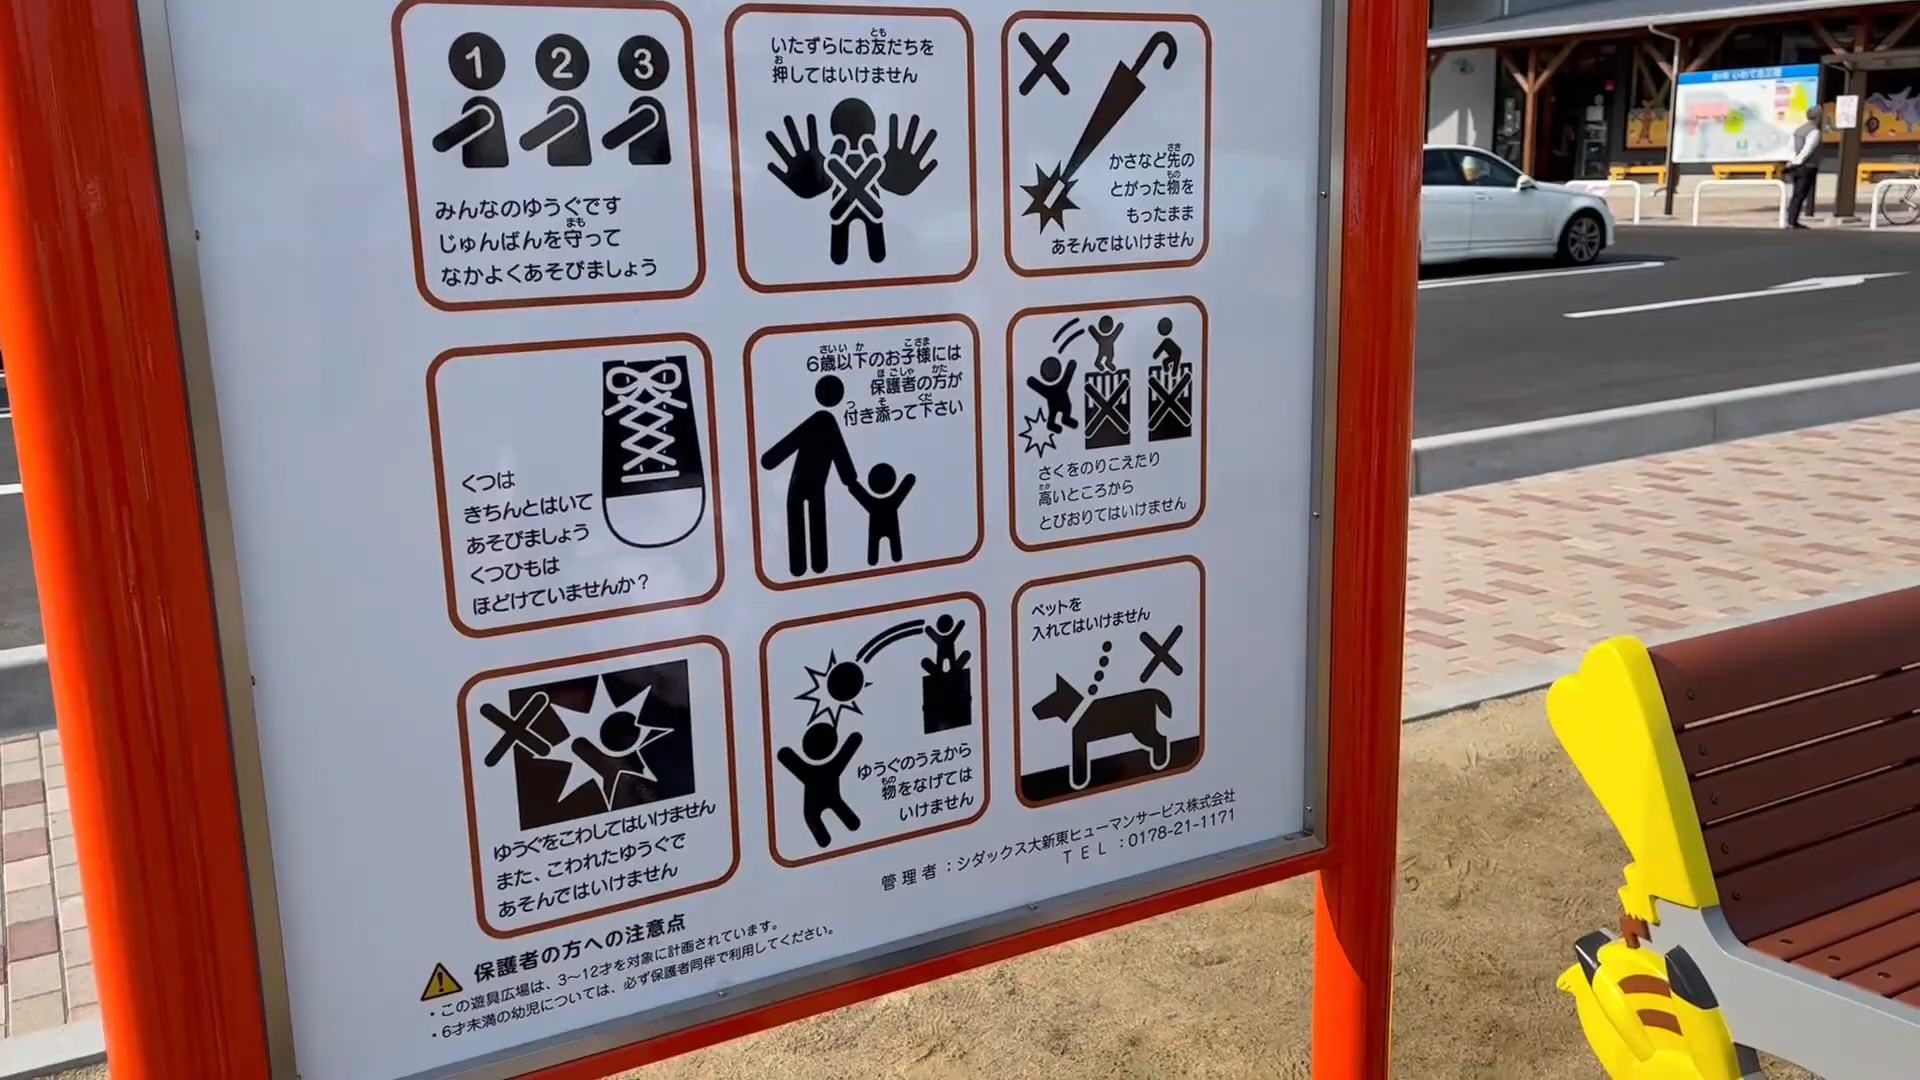 1 2 3
みんなのゆうぐです
じゅんばんを守って
なかよくあそびましょう
いたずらにお友だちを
押してはいけません
かさなど先の
とがった物を
もったまま
あそんではいけません
くつは
きちんとはいて
あそびましょう
くつひもは
ほどけていませんか？
6歳以下のお子様には
保護者の方が
付き添って下さい
さくをのりこえたり
高いところから
とびおりてはいけません
ゆうぐをこわしてはいけません
また、こわれたゆうぐで
あそんではいけません
ゆうぐのうえから
物をなげては
いけません
ペットを
入れてはいけません
管理者：シダックス大新東ヒューマンサービス株式会社
TEL：0178-21-1171
保護者の方への注意点
・この遊具広場は、3～12才を対象に計画されています。
・6才未満の幼児については、必ず保護者同伴で利用してください。